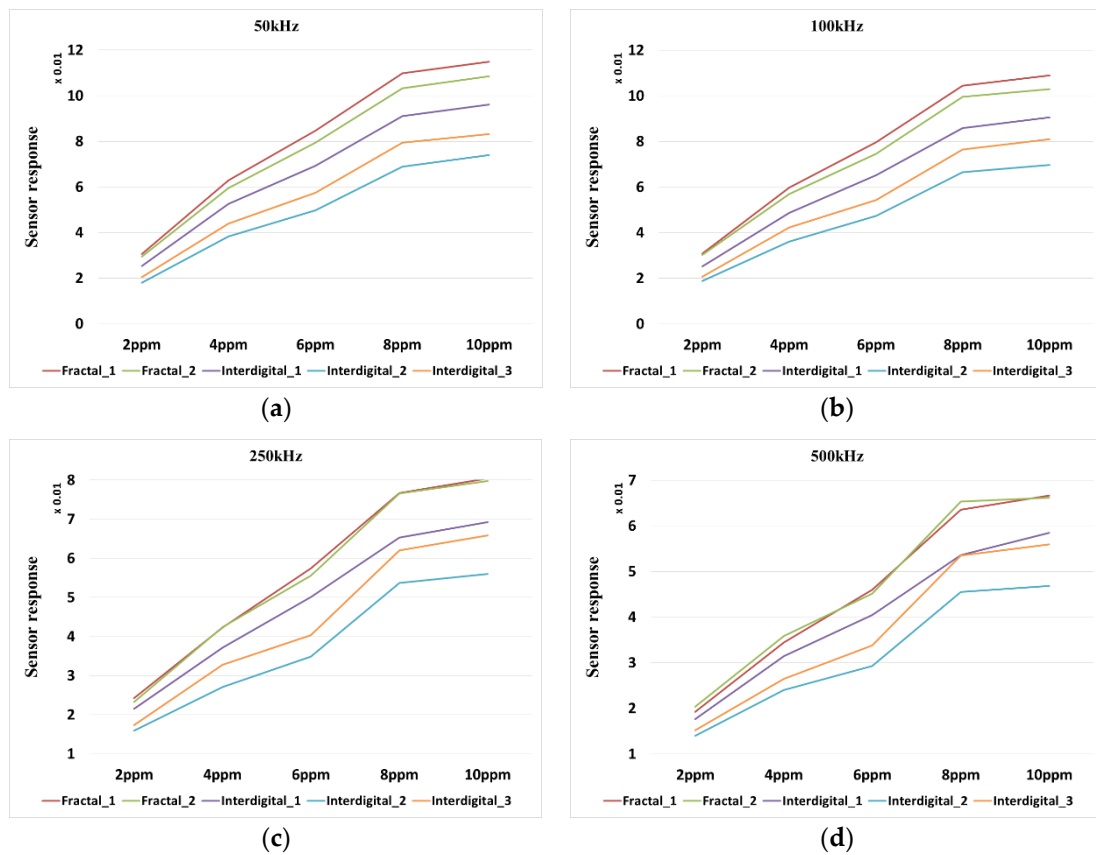 50kHz
x 0.01
Sensor response
12
10
8
6
4
2
0
2ppm 4ppm 6ppm 8ppm 10ppm
Fractal_1 Fractal_2 Interdigital_1 Interdigital_2 Interdigital_3
(a)
100kHz
x 0.01
Sensor response
12
10
8
6
4
2
0
2ppm 4ppm 6ppm 8ppm 10ppm
Fractal_1 Fractal_2 Interdigital_1 Interdigital_2 Interdigital_3
(b)
250kHz
x 0.01
Sensor response
8
7
6
5
4
3
2
1
2ppm 4ppm 6ppm 8ppm 10ppm
Fractal_1 Fractal_2 Interdigital_1 Interdigital_2 Interdigital_3
(c)
500kHz
x 0.01
Sensor response
7
6
5
4
3
2
1
2ppm 4ppm 6ppm 8ppm 10ppm
Fractal_1 Fractal_2 Interdigital_1 Interdigital_2 Interdigital_3
(d)